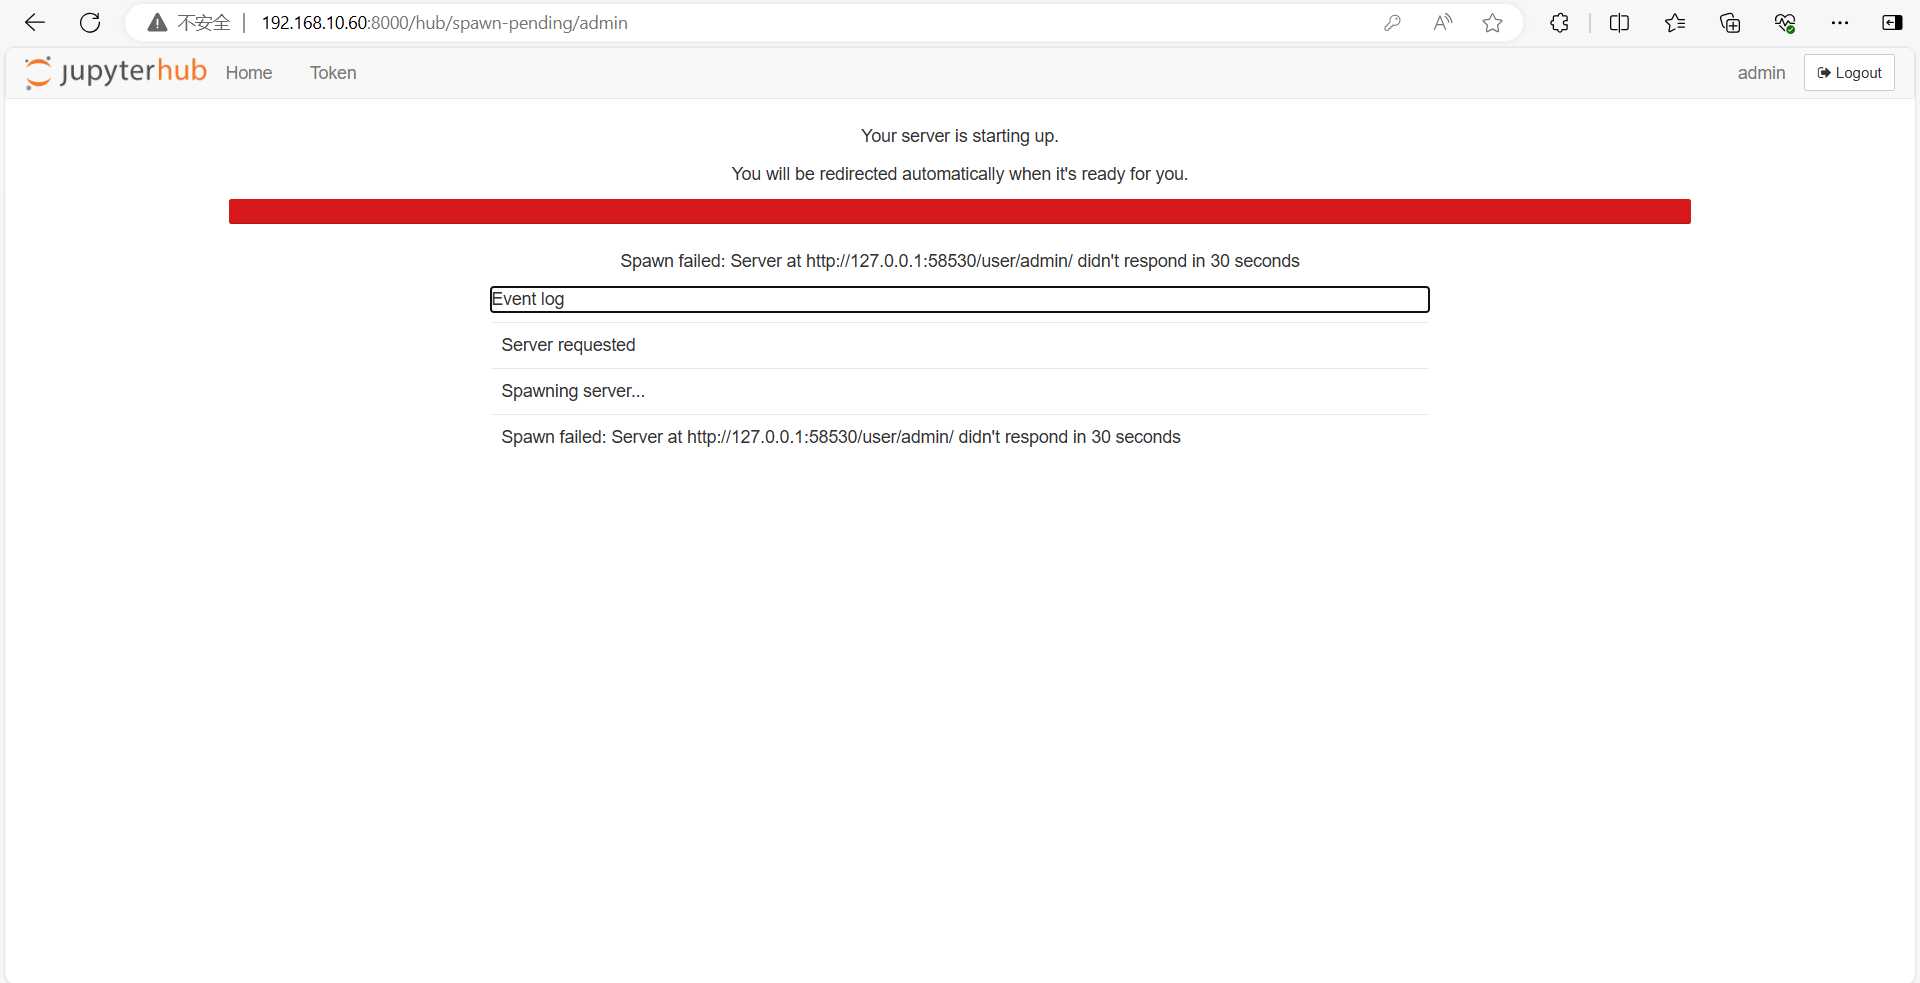 不安全 192.168.10.60:8000/hub/spawn-pending/admin
jupyterhub Home Token admin Logout
Your server is starting up.
You will be redirected automatically when it's ready for you.
Spawn failed: Server at http://127.0.0.1:58530/user/admin/ didn't respond in 30 seconds
Event log
Server requested
Spawning server...
Spawn failed: Server at http://127.0.0.1:58530/user/admin/ didn't respond in 30 seconds